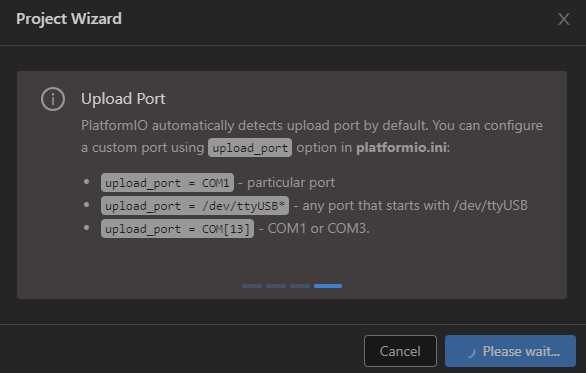 Project Wizard
Upload Port
PlatformIO automatically detects upload port by default. You can configure
a custom port using upload_port option in platformio.ini:
upload_port = COM1 - particular port
upload_port = /dev/ttyUSB* - any port that starts with /dev/ttyUSB
upload_port = COM[13] - COM1 or COM3.
Cancel
Please wait...